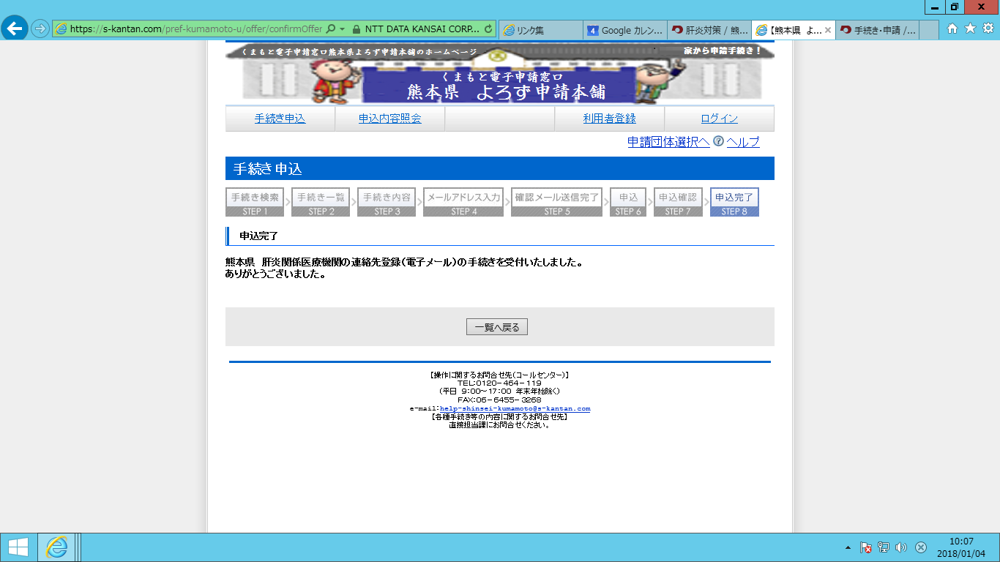 https://s-kantan.com/pref-kumamoto-u/offer/confirmOffer
NTT DATA KANSAI CORP...
リンク集
Google カレン...
肝炎対策 / 熊...
【熊本県 よ...
手続き・申請 /...
くまもと電子申請窓口熊本県よろず申請本舗のホームページ
家から申請手続き！
くまもと電子申請窓口
熊本県 よろず申請本舗
手続き申込
申込内容照会
利用者登録
ログイン
申請団体選択へ
ヘルプ
手続き申込
手続き検索
STEP 1
手続き一覧
STEP 2
手続き内容
STEP 3
メールアドレス入力
STEP 4
確認メール送信完了
STEP 5
申込
STEP 6
申込確認
STEP 7
申込完了
STEP 8
申込完了
熊本県　肝炎関係医療機関の連絡先登録（電子メール）の手続きを受付いたしました。
ありがとうございました。
一覧へ戻る
【操作に関するお問合せ先（コールセンター）】
TEL：0120－464－119
（平日 9：00～17：00 年末年始除く）
FAX：06－6455－3268
e-mail：help-shinsei-kumamoto@s-kantan.com
【各種手続き等の内容に関するお問合せ先】
直接担当課にお問合せください。
10:07
2018/01/04